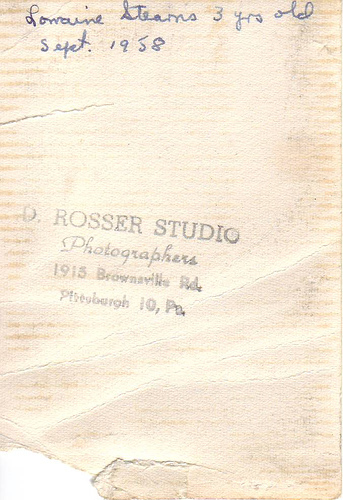 Lorraine Stearns 3 yrs old
Sept. 1958
D. ROSSER STUDIO
Photographers
1915 Brownsville Rd.
Pittsburgh 10, Pa.